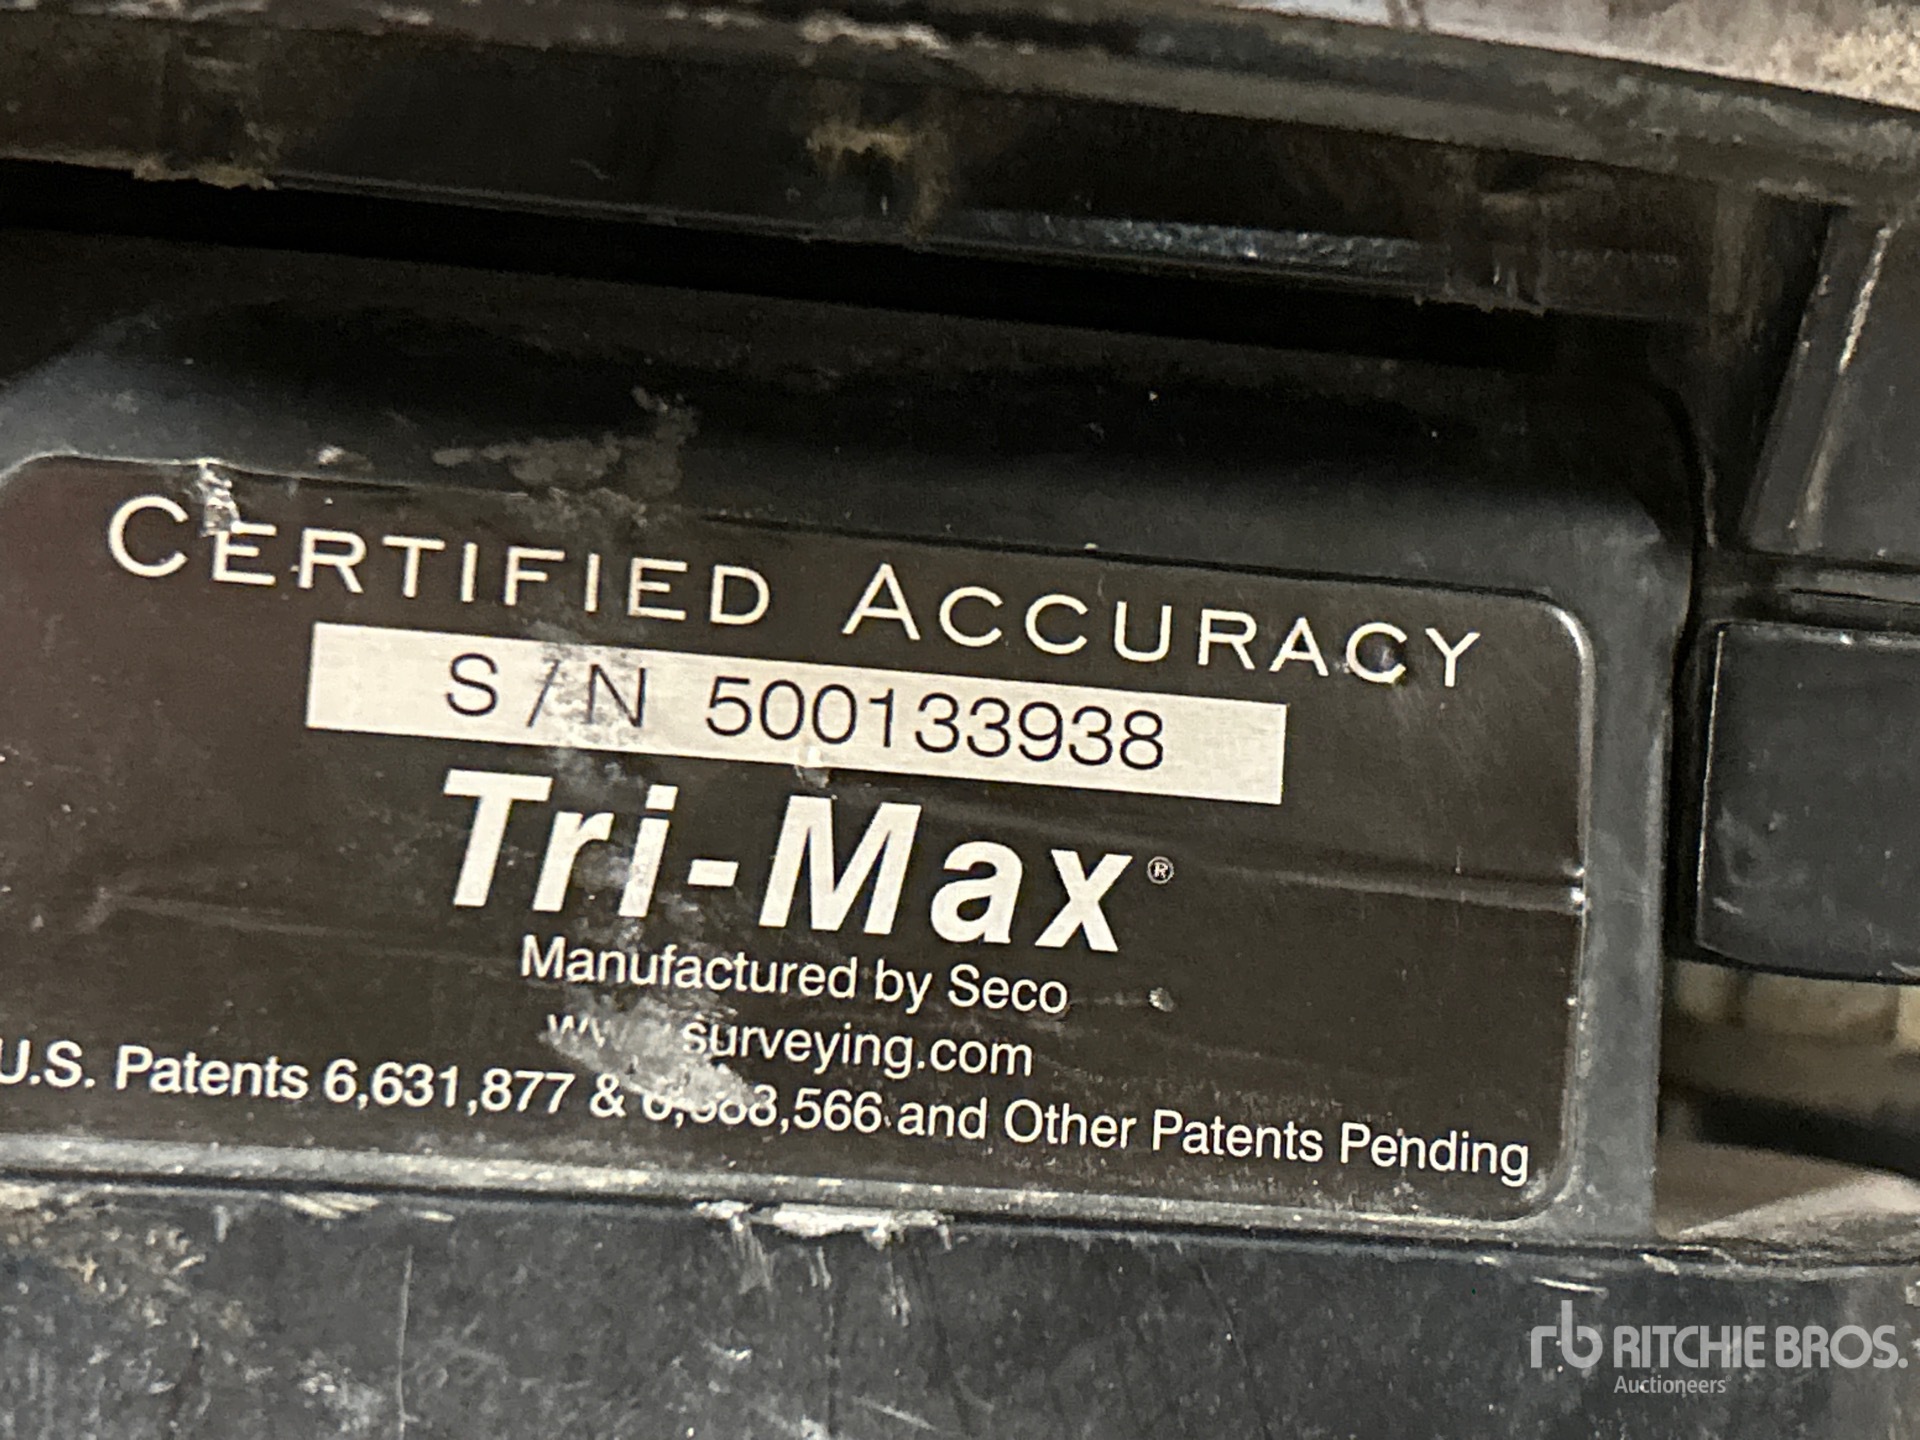 CERTIFIED ACCURACY
S/N 500133938
Tri-Max®
Manufactured by Seco
surveying.com
U.S. Patents 6,631,877 & and Other Patents Pending
rb RITCHIE BROS.
Auctioneers